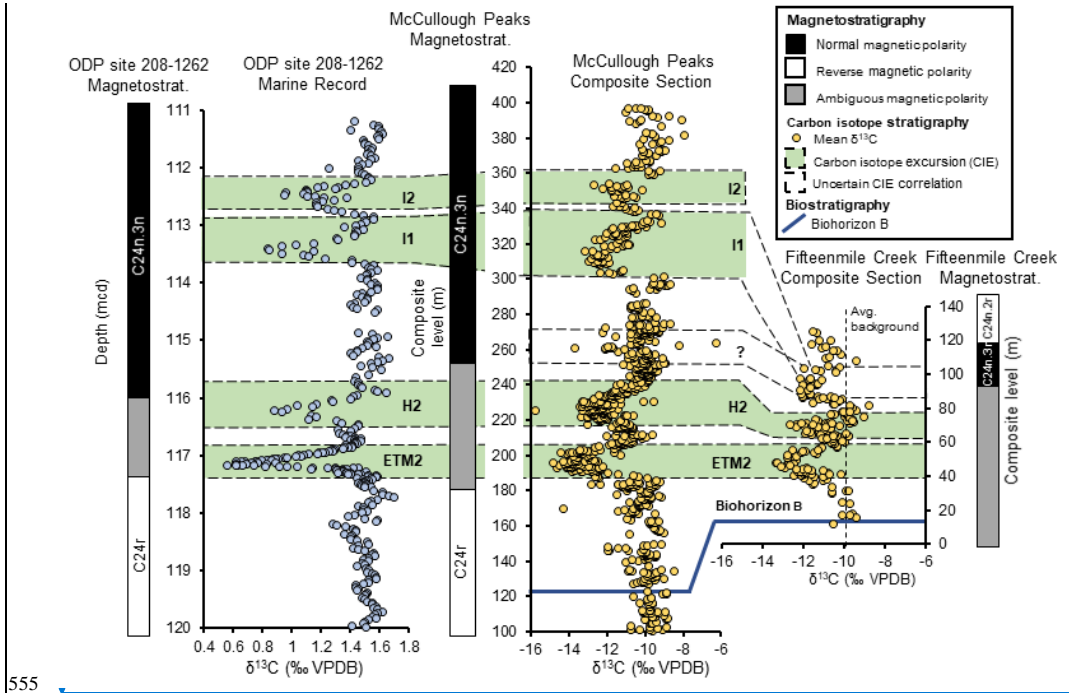 McCullough Peaks
Magnetostrat.
ODP site 208-1262
Magnetostrat.
ODP site 208-1262
Marine Record
McCullough Peaks
Composite Section
Magnetostratigraphy
Normal magnetic polarity
Reverse magnetic polarity
Ambiguous magnetic polarity
Carbon isotope stratigraphy
Mean δ13C
Carbon isotope excursion (CIE)
Uncertain CIE correlation
Biostratigraphy
Biohorizon B
Fifteenmile Creek
Composite Section
Fifteenmile Creek
Magnetostrat.
Depth (mcd)
111
112
113
114
115
116
117
118
119
120
C24n.3n
C24r
0.4 0.6 0.8 1 1.2 1.4 1.6 1.8
δ13C (‰ VPDB)
I2
I1
H2
ETM2
Composite
level (m)
C24n.3n
C24r
420
400
380
360
340
320
300
280
260
240
220
200
180
160
140
120
100
-16 -14 -12 -10 -8 -6
δ13C (‰ VPDB)
I2
I1
?
H2
ETM2
Biohorizon B
Avg.
background
140
120
100
80
60
40
20
0
-16 -14 -12 -10 -8 -6
δ13C (‰ VPDB)
Composite level (m)
C24n.2r
C24n.3n
555